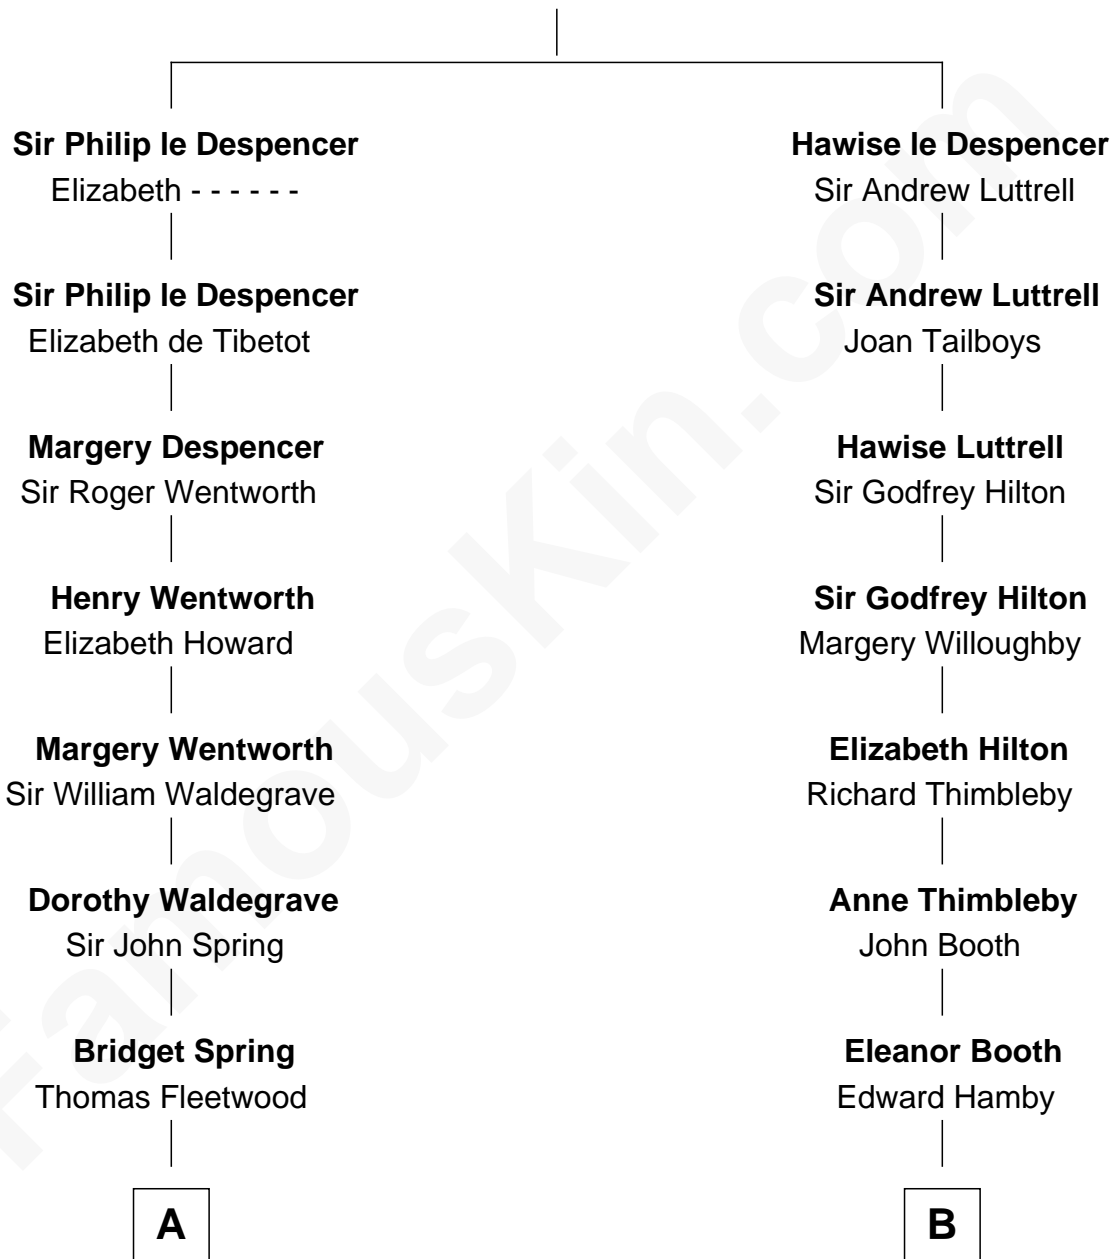 Sir Philip le Despencer
Elizabeth - - - - - -
Sir Philip le Despencer
Elizabeth de Tibetot
Margery Despencer
Sir Roger Wentworth
Henry Wentworth
Elizabeth Howard
Margery Wentworth
Sir William Waldegrave
Dorothy Waldegrave
Sir John Spring
Bridget Spring
Thomas Fleetwood
A
Hawise le Despencer
Sir Andrew Luttrell
Sir Andrew Luttrell
Joan Tailboys
Hawise Luttrell
Sir Godfrey Hilton
Sir Godfrey Hilton
Margery Willoughby
Elizabeth Hilton
Richard Thimbleby
Anne Thimbleby
John Booth
Eleanor Booth
Edward Hamby
B
FamousKin.com